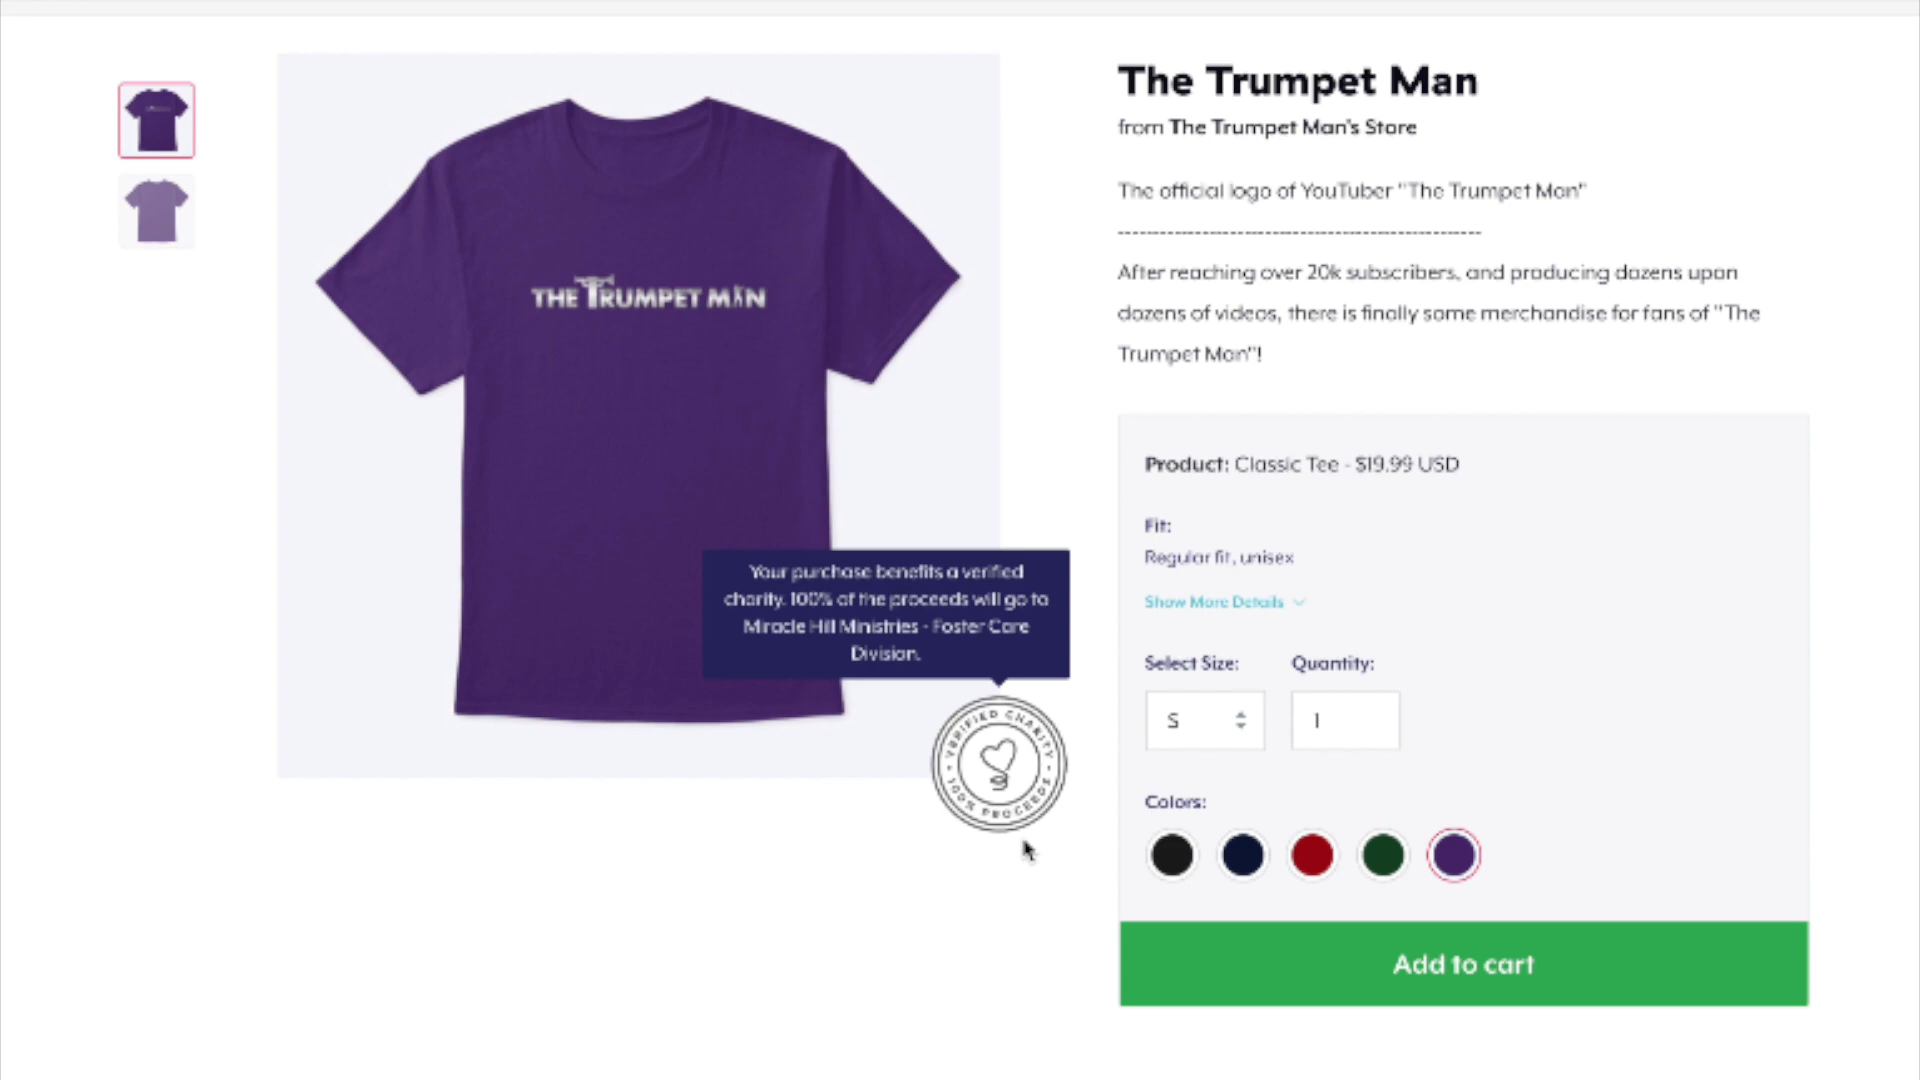 The Trumpet Man
from The Trumpet Man's Store
The official logo of YouTuber "The Trumpet Man"
----------------------------------------------------
After reaching over 20k subscribers, and producing dozens upon
dozens of videos, there is finally some merchandise for fans of "The
Trumpet Man"!
THE TRUMPET MAN
Your purchase benefits a verified
charity. 100% of the proceeds will go to
Miracle Hill Ministries - Foster Care
Division.
VERIFIED CHARITY
100% PROCEEDS
Product: Classic Tee - $19.99 USD
Fit:
Regular fit, unisex
Show More Details
Select Size: Quantity:
S 1
Colors:
Add to cart